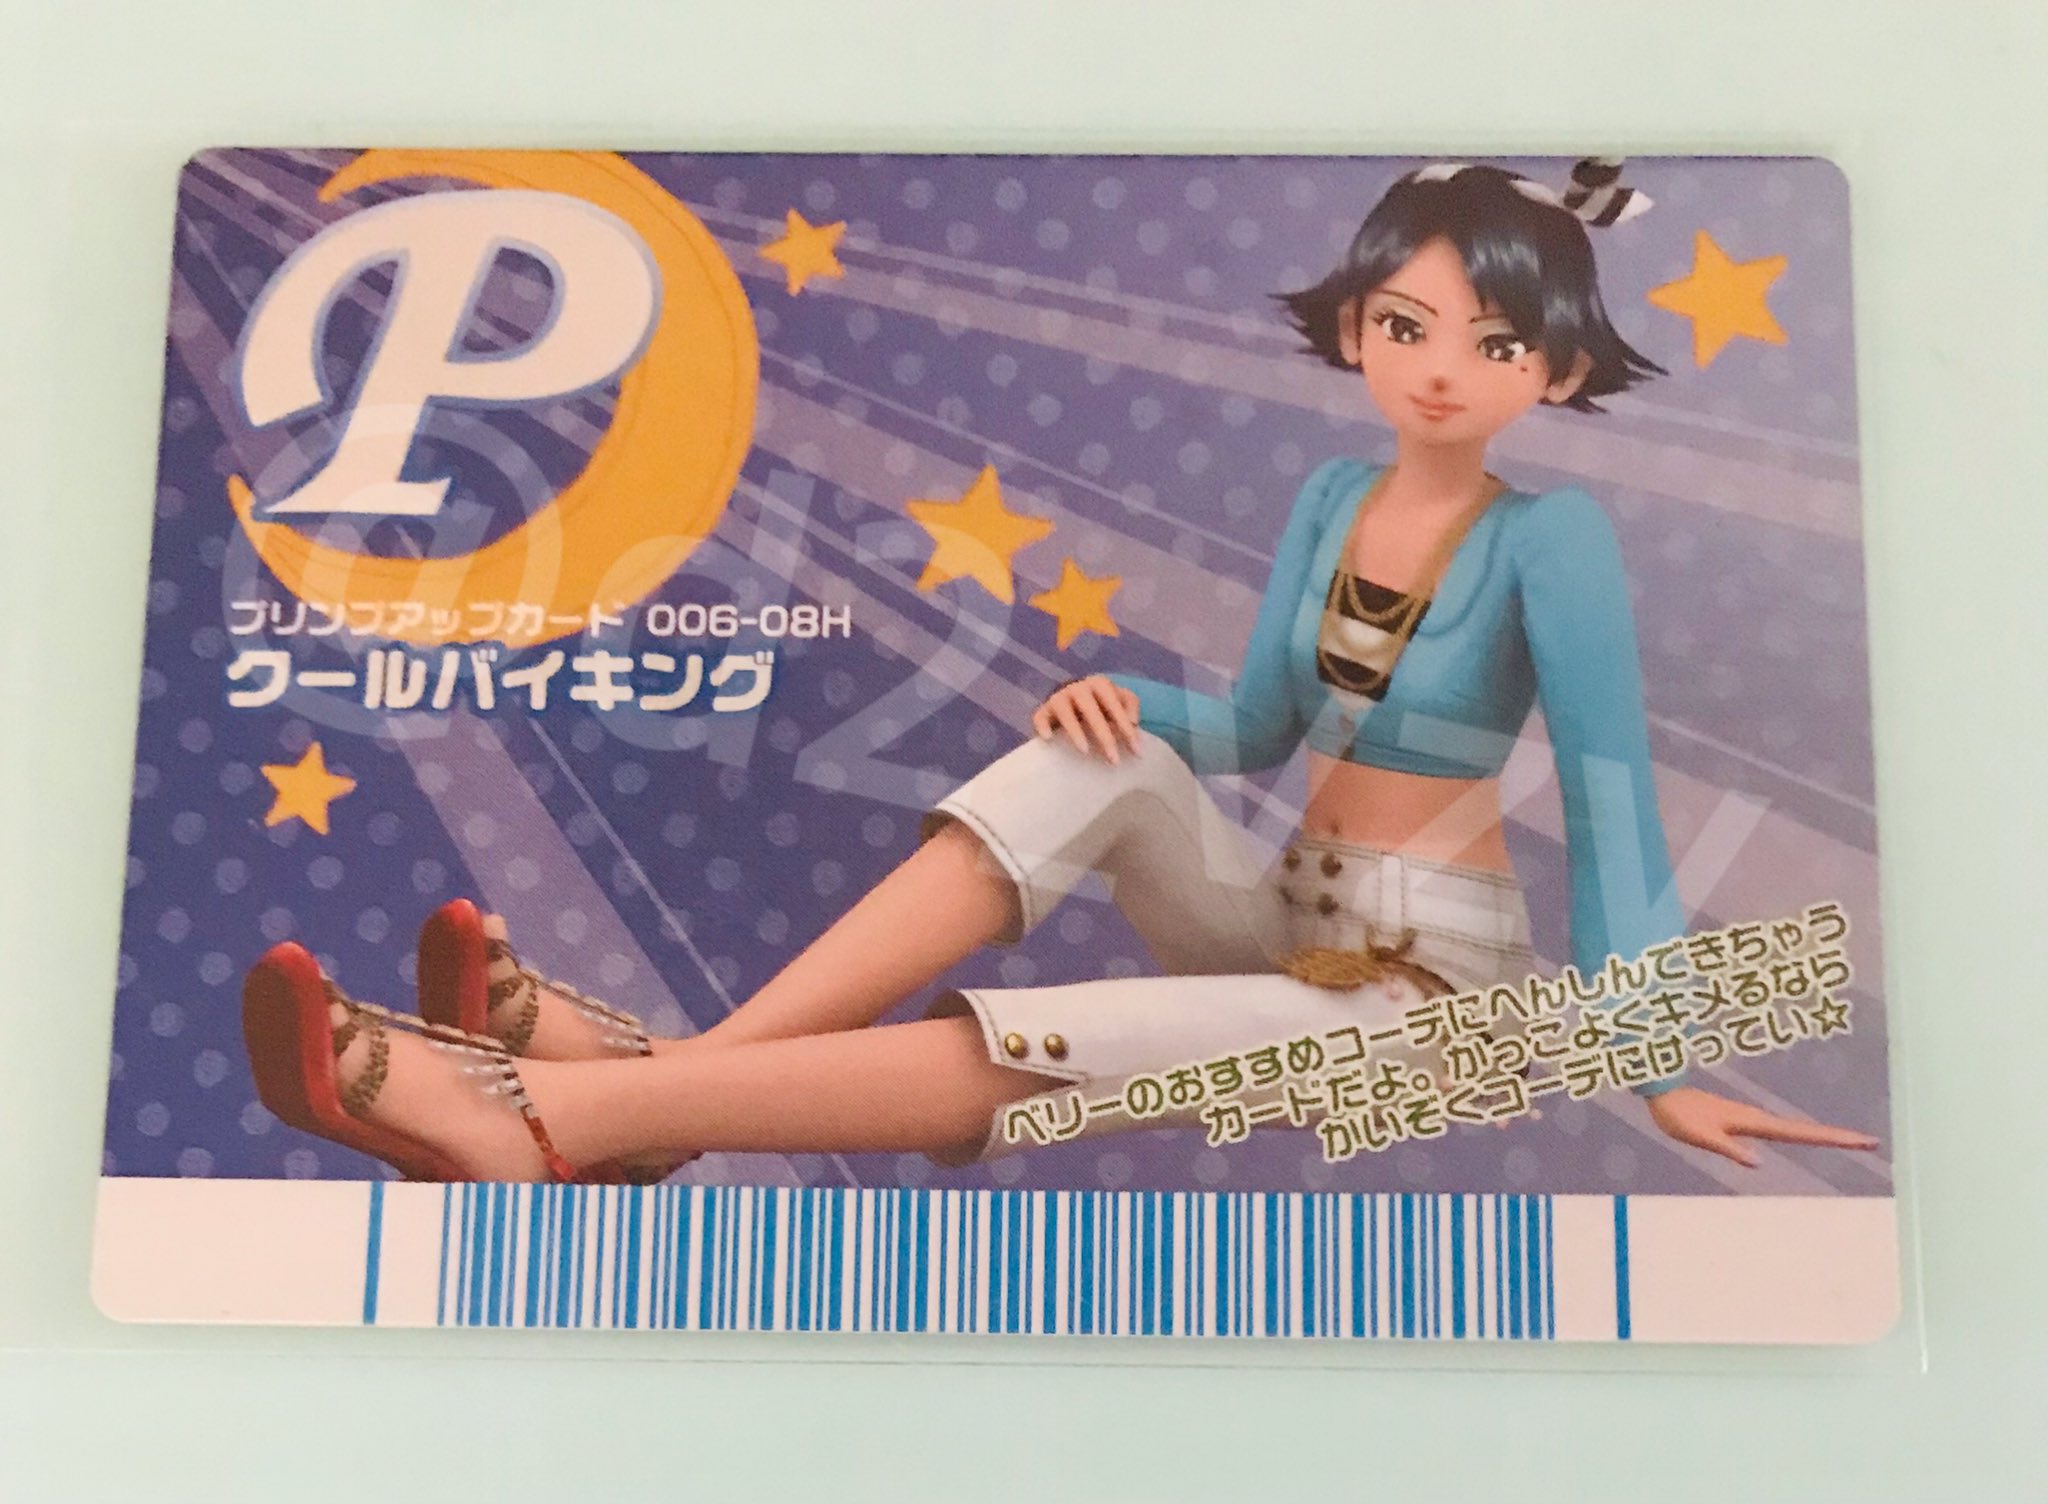 P
プリンプアップカード 006-08H
クールバイキング
ベリーのおすすめコーデにへんしんできちゃう
カードだよ。かっこよくキメるなら
かいぞくコーデにけってい☆